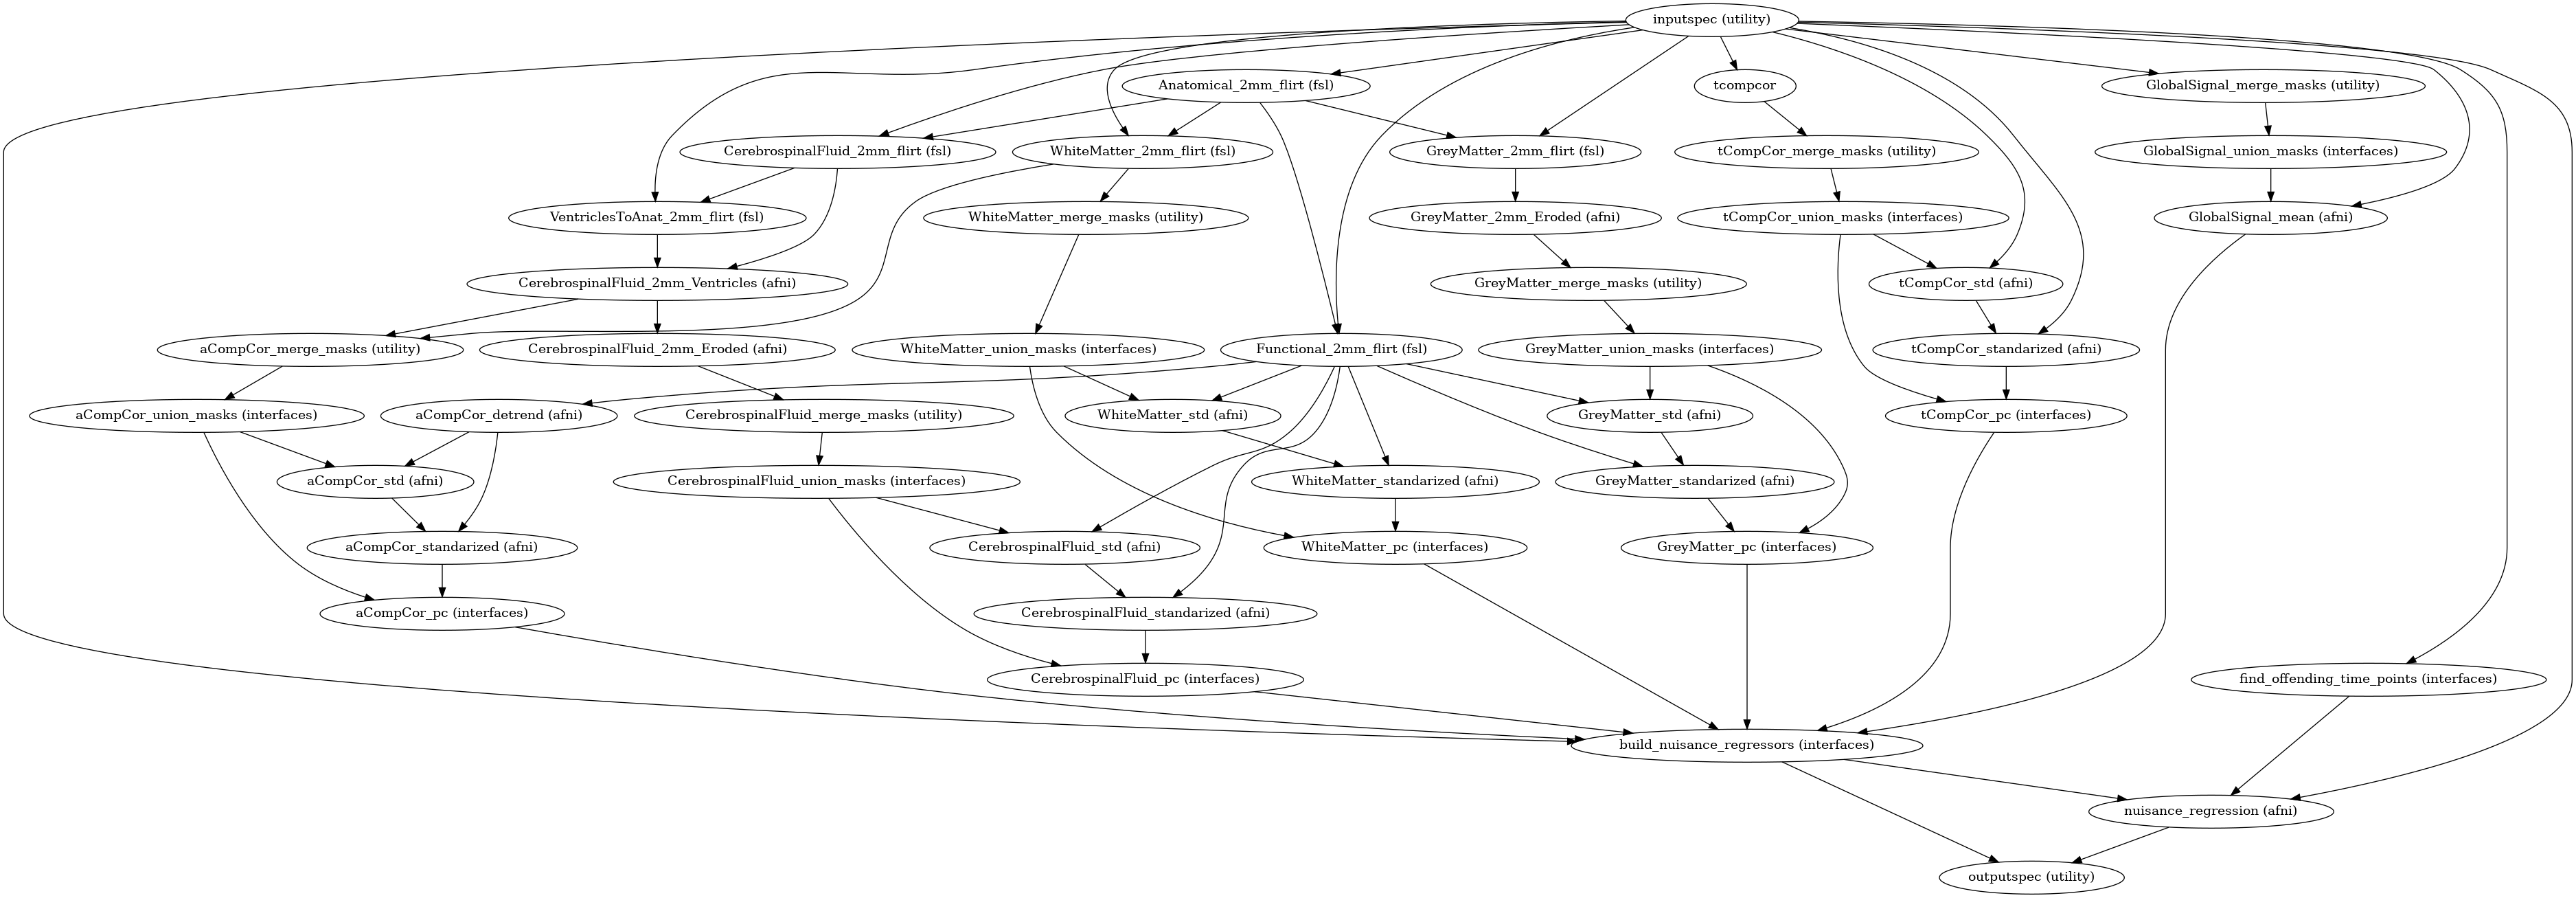 inputspec (utility)
Anatomical_2mm_flirt (fsl)
tcompcor
GlobalSignal_merge_masks (utility)
CerebrospinalFluid_2mm_flirt (fsl)
WhiteMatter_2mm_flirt (fsl)
GreyMatter_2mm_flirt (fsl)
tCompCor_merge_masks (utility)
GlobalSignal_union_masks (interfaces)
VentriclesToAnat_2mm_flirt (fsl)
WhiteMatter_merge_masks (utility)
GreyMatter_2mm_Eroded (afni)
tCompCor_union_masks (interfaces)
GlobalSignal_mean (afni)
CerebrospinalFluid_2mm_Ventricles (afni)
GreyMatter_merge_masks (utility)
tCompCor_std (afni)
aCompCor_merge_masks (utility)
CerebrospinalFluid_2mm_Eroded (afni)
WhiteMatter_union_masks (interfaces)
Functional_2mm_flirt (fsl)
GreyMatter_union_masks (interfaces)
tCompCor_standarized (afni)
aCompCor_union_masks (interfaces)
aCompCor_detrend (afni)
CerebrospinalFluid_merge_masks (utility)
WhiteMatter_std (afni)
GreyMatter_std (afni)
tCompCor_pc (interfaces)
aCompCor_std (afni)
CerebrospinalFluid_union_masks (interfaces)
WhiteMatter_standarized (afni)
GreyMatter_standarized (afni)
aCompCor_standarized (afni)
CerebrospinalFluid_std (afni)
WhiteMatter_pc (interfaces)
GreyMatter_pc (interfaces)
aCompCor_pc (interfaces)
CerebrospinalFluid_standarized (afni)
CerebrospinalFluid_pc (interfaces)
find_offending_time_points (interfaces)
build_nuisance_regressors (interfaces)
nuisance_regression (afni)
outputspec (utility)